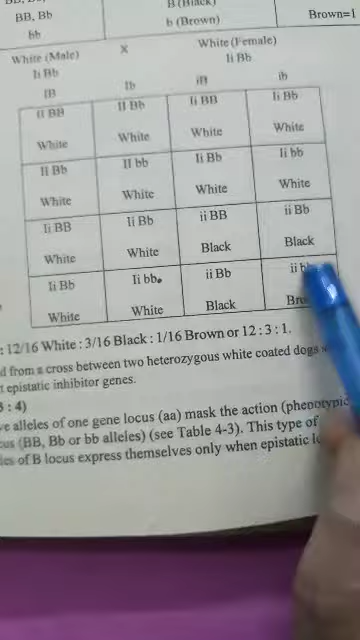 BB, Bb
bb
B (Black)
b (Brown)
Brown=1
White (Male) X White (Female)
Ii Bb Ii Bb
IB Ib iB ib
II BB II Bb Ii BB Ii Bb
White White White White
II Bb II bb Ii Bb Ii bb
White White White White
Ii BB Ii Bb ii BB ii Bb
White White Black Black
Ii Bb Ii bb ii Bb ii
White White Black
: 12/16 White : 3/16 Black : 1/16 Brown or 12 : 3 : 1.
d from a cross between two heterozygous white coated dogs
epistatic inhibitor genes.
: 4)
ve alleles of one gene locus (aa) mask the action (phenotypic
cus (BB, Bb or bb alleles) (see Table 4-3). This type of
les of B locus express themselves only when epistatic